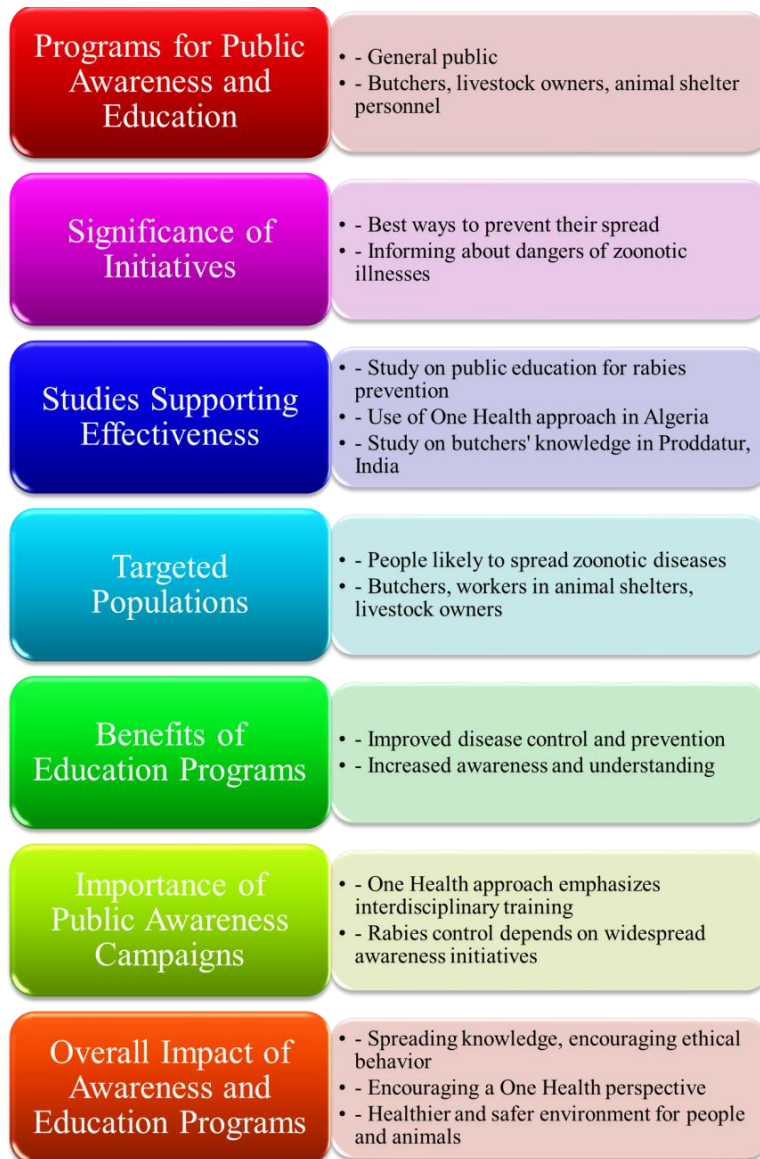 Programs for Public
Awareness and
Education
• - General public
• - Butchers, livestock owners, animal shelter
personnel
Significance of
Initiatives
• - Best ways to prevent their spread
• - Informing about dangers of zoonotic
illnesses
Studies Supporting
Effectiveness
• - Study on public education for rabies
prevention
• - Use of One Health approach in Algeria
• - Study on butchers' knowledge in Proddatur,
India
Targeted
Populations
• - People likely to spread zoonotic diseases
• - Butchers, workers in animal shelters,
livestock owners
Benefits of
Education Programs
• - Improved disease control and prevention
• - Increased awareness and understanding
Importance of
Public Awareness
Campaigns
• - One Health approach emphasizes
interdisciplinary training
• - Rabies control depends on widespread
awareness initiatives
Overall Impact of
Awareness and
Education Programs
• - Spreading knowledge, encouraging ethical
behavior
• - Encouraging a One Health perspective
• - Healthier and safer environment for people
and animals